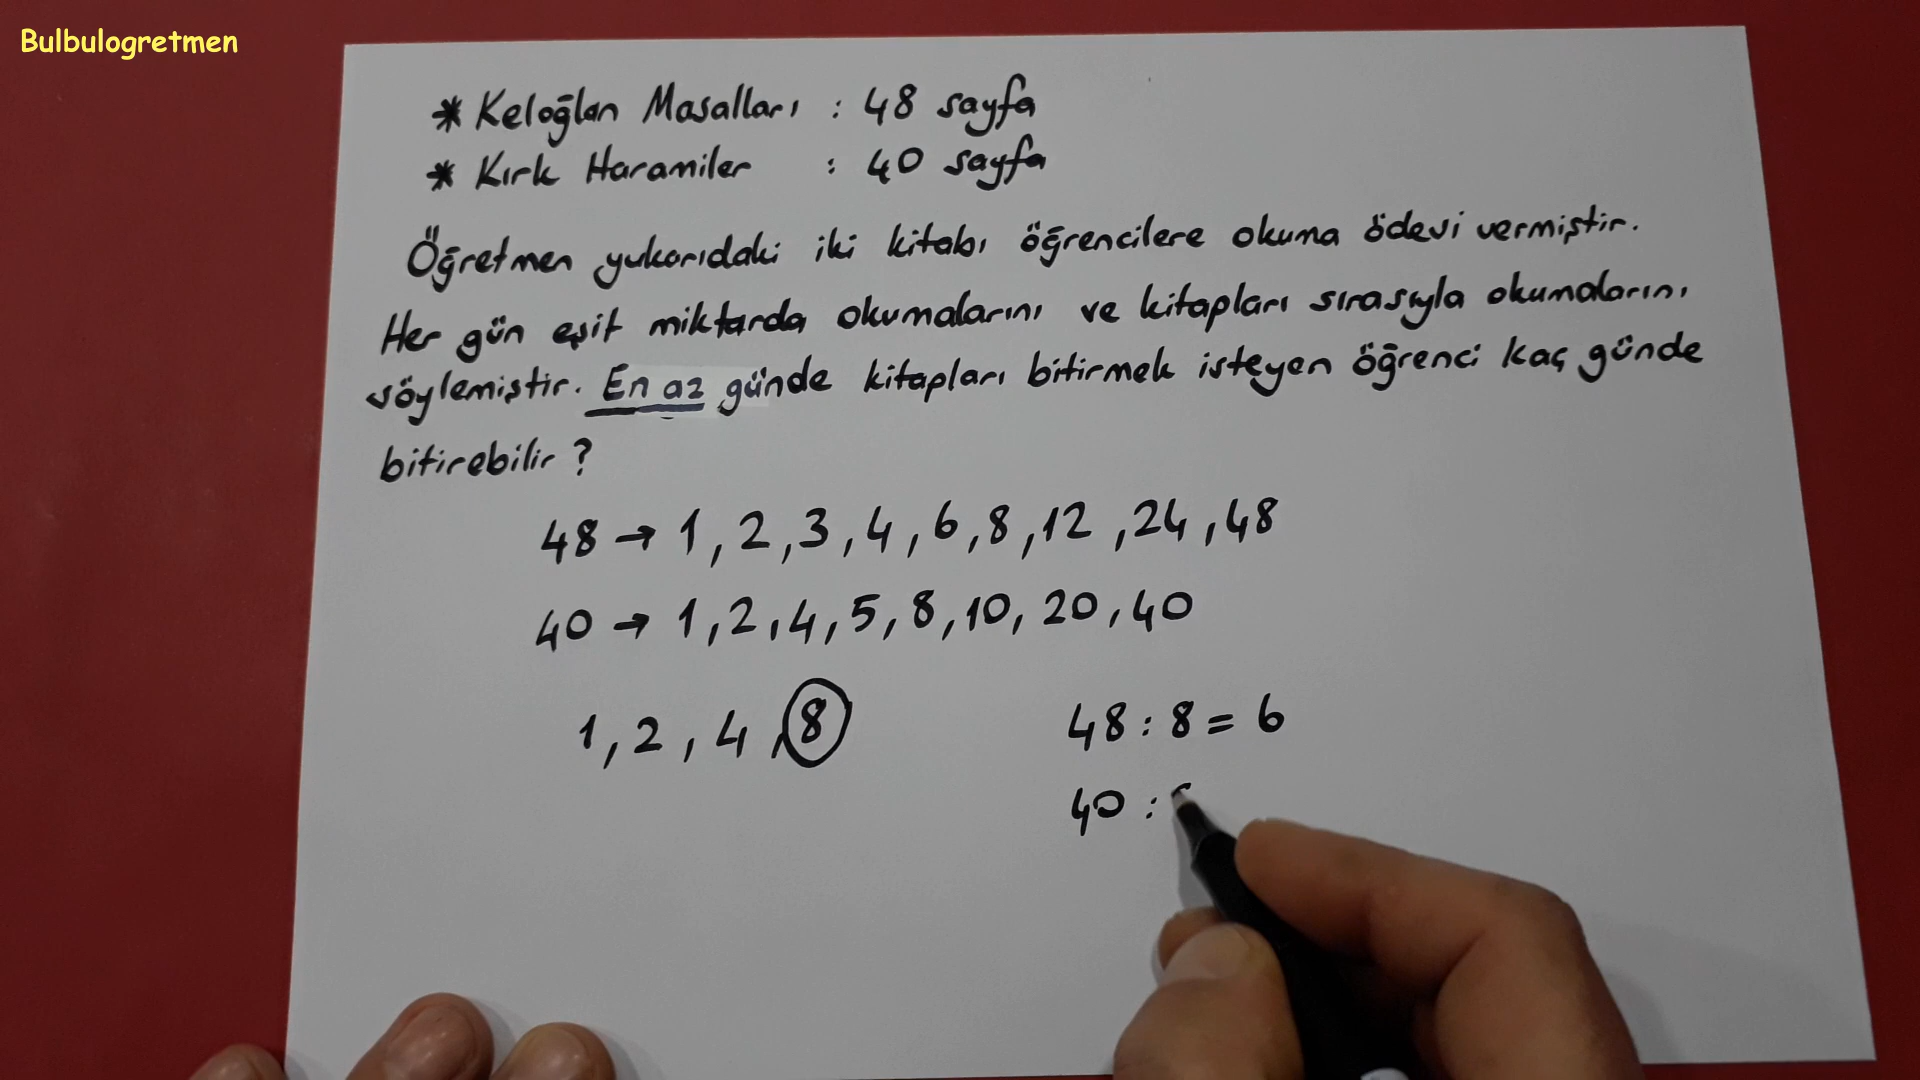 Bulbulogretmen
* Keloğlan Masalları : 48 sayfa
* Kırk Haramiler : 40 sayfa
Öğretmen yukarıdaki iki kitabı öğrencilere okuma ödevi vermiştir.
Her gün eşit miktarda okumalarını ve kitapları sırasıyla okumalarını
söylemiştir. En az günde kitapları bitirmek isteyen öğrenci kaç günde
bitirebilir ?
48 → 1, 2, 3, 4, 6, 8, 12, 24, 48
40 → 1, 2, 4, 5, 8, 10, 20, 40
1, 2, 4, 8
48 : 8 = 6
40 :